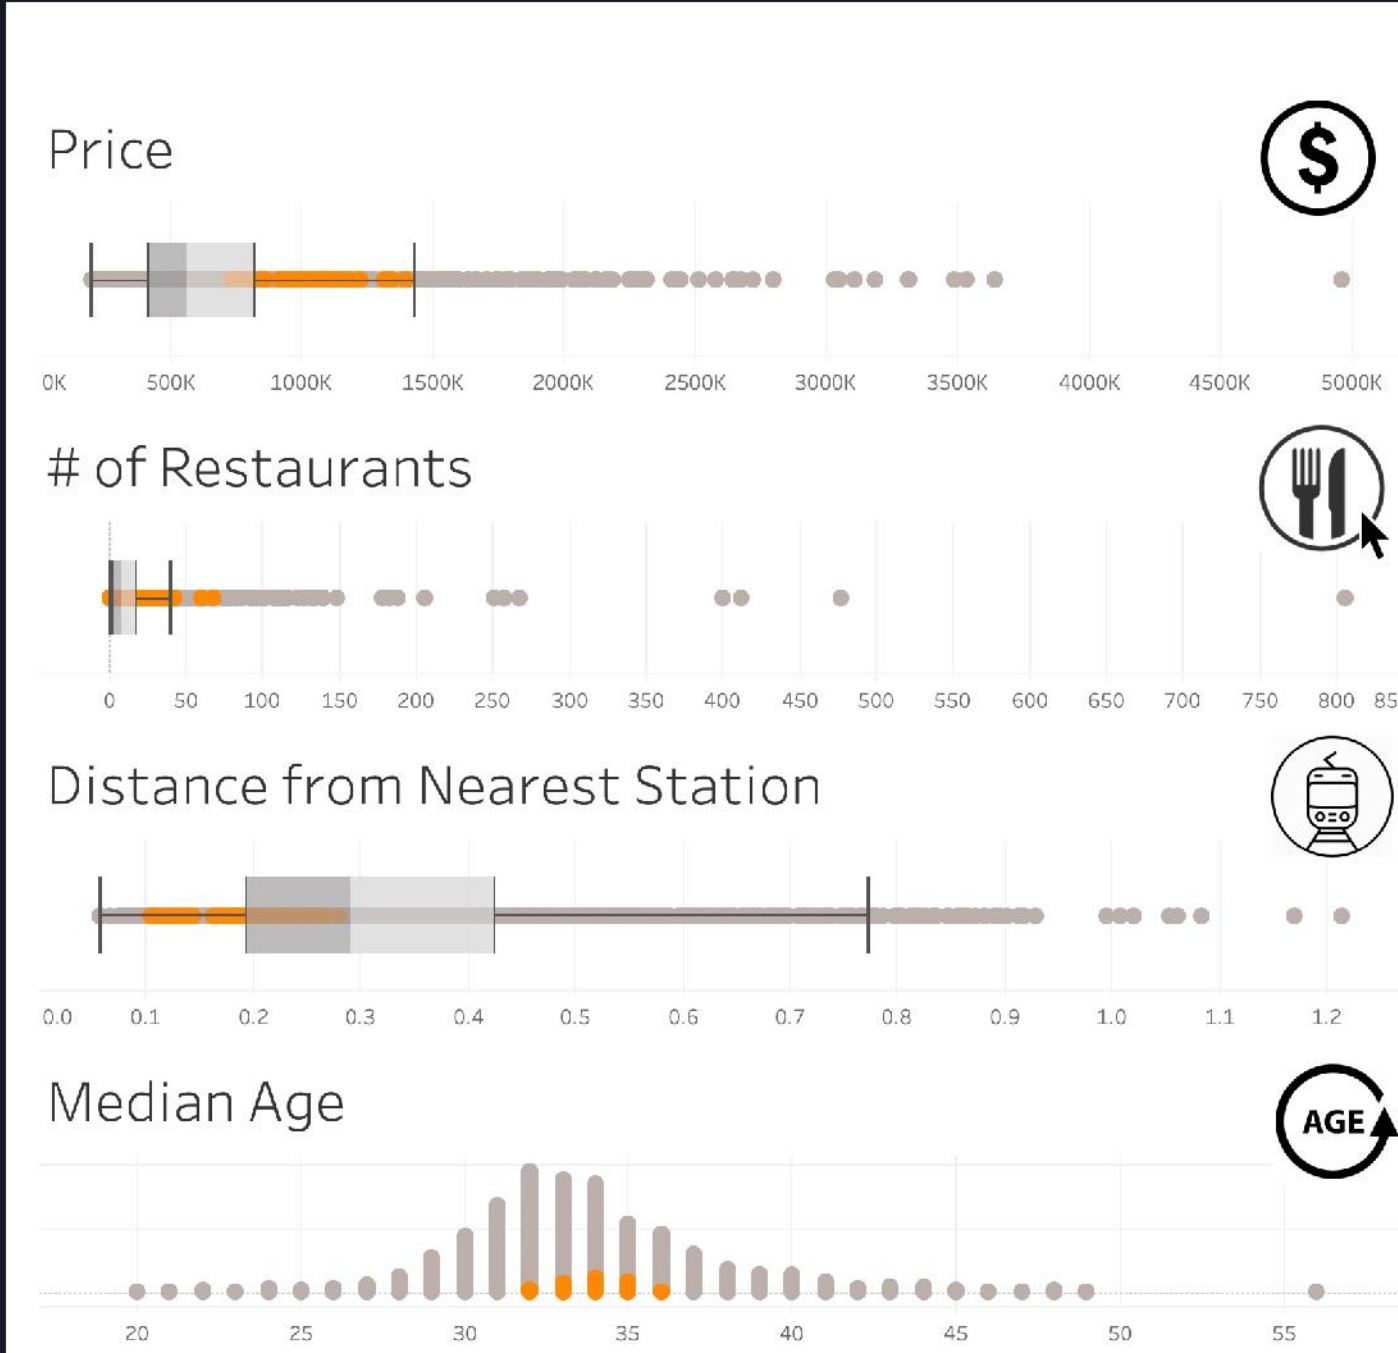 Price
$
0K 500K 1000K 1500K 2000K 2500K 3000K 3500K 4000K 4500K 5000K
# of Restaurants
0 50 100 150 200 250 300 350 400 450 500 550 600 650 700 750 800 85
Distance from Nearest Station
0.0 0.1 0.2 0.3 0.4 0.5 0.6 0.7 0.8 0.9 1.0 1.1 1.2
Median Age
AGE
20 25 30 35 40 45 50 55